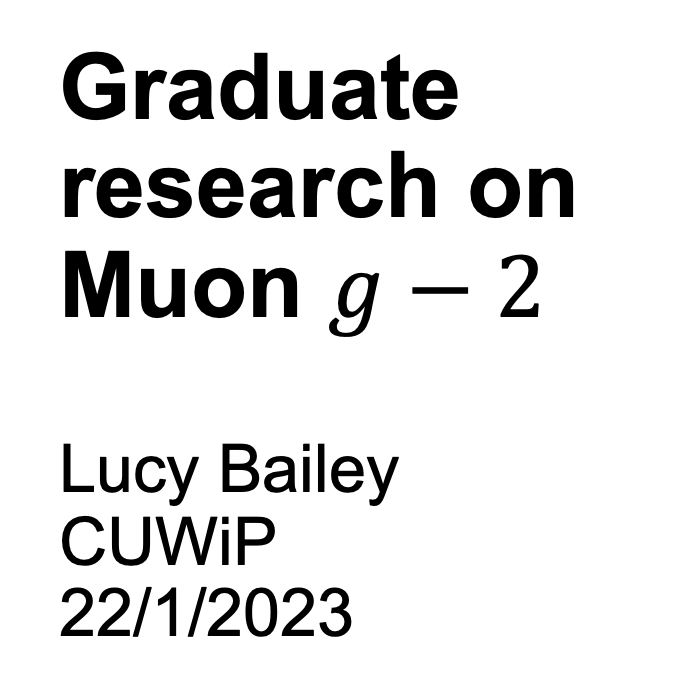 Graduate
research on
Muon g − 2
Lucy Bailey
CUWiP
22/1/2023